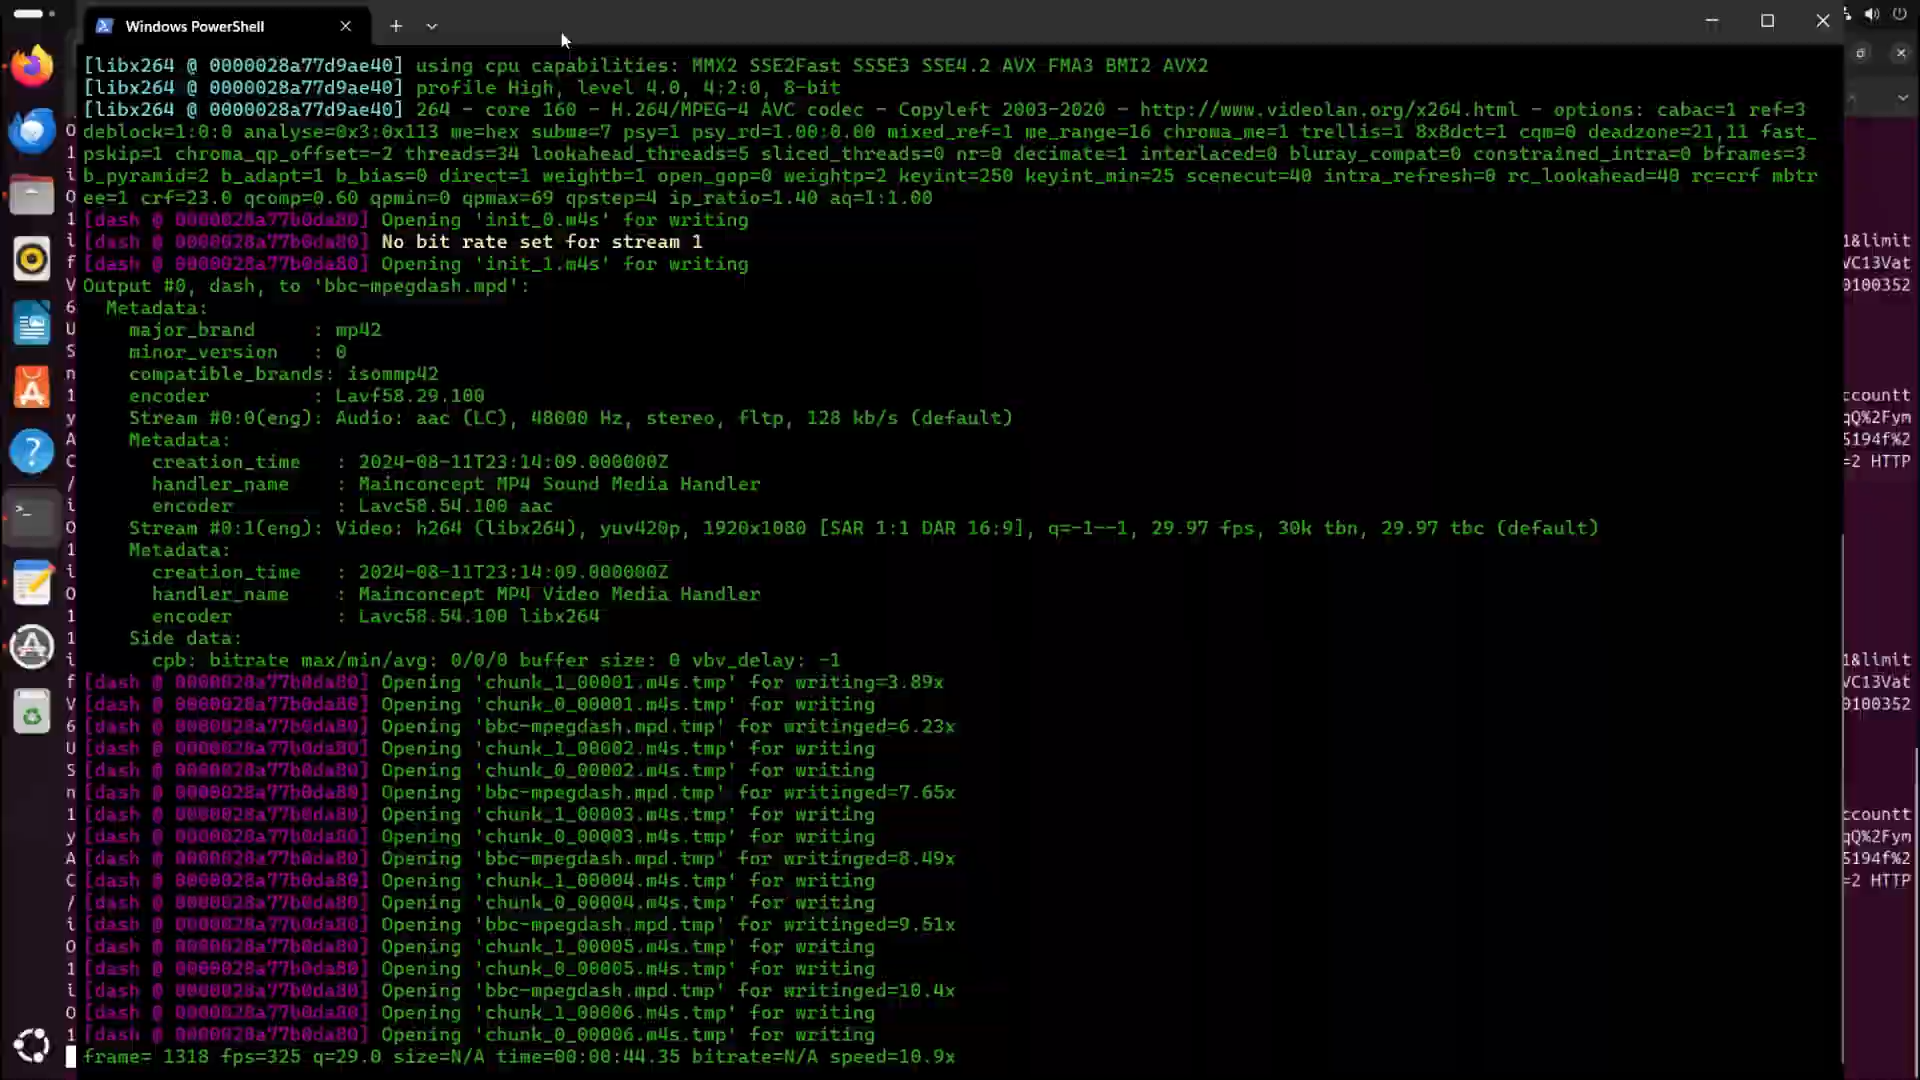 Windows PowerShell
[libx264 @ 0000028a77d9ae40] using cpu capabilities: MMX2 SSE2Fast SSSE3 SSE4.2 AVX FMA3 BMI2 AVX2
[libx264 @ 0000028a77d9ae40] profile High, level 4.0, 4:2:0, 8-bit
[libx264 @ 0000028a77d9ae40] 264 - core 160 - H.264/MPEG-4 AVC codec - Copyleft 2003-2020 - http://www.videolan.org/x264.html - options: cabac=1 ref=3
deblock=1:0:0 analyse=0x3:0x113 me=hex subme=7 psy=1 psy_rd=1.00:0.00 mixed_ref=1 me_range=16 chroma_me=1 trellis=1 8x8dct=1 cqm=0 deadzone=21,11 fast_
pskip=1 chroma_qp_offset=-2 threads=34 lookahead_threads=5 sliced_threads=0 nr=0 decimate=1 interlaced=0 bluray_compat=0 constrained_intra=0 bframes=3
b_pyramid=2 b_adapt=1 b_bias=0 direct=1 weightb=1 open_gop=0 weightp=2 keyint=250 keyint_min=25 scenecut=40 intra_refresh=0 rc_lookahead=40 rc=crf mbtr
ee=1 crf=23.0 qcomp=0.60 qpmin=0 qpmax=69 qpstep=4 ip_ratio=1.40 aq=1:1.00
[dash @ 0000028a77b0da80] Opening 'init_0.m4s' for writing
[dash @ 0000028a77b0da80] No bit rate set for stream 1
[dash @ 0000028a77b0da80] Opening 'init_1.m4s' for writing
Output #0, dash, to 'bbc-mpegdash.mpd':
Metadata:
major_brand : mp42
minor_version : 0
compatible_brands: isommp42
encoder : Lavf58.29.100
Stream #0:0(eng): Audio: aac (LC), 48000 Hz, stereo, fltp, 128 kb/s (default)
Metadata:
creation_time : 2024-08-11T23:14:09.000000Z
handler_name : Mainconcept MP4 Sound Media Handler
encoder : Lavc58.54.100 aac
Stream #0:1(eng): Video: h264 (libx264), yuv420p, 1920x1080 [SAR 1:1 DAR 16:9], q=-1--1, 29.97 fps, 30k tbn, 29.97 tbc (default)
Metadata:
creation_time : 2024-08-11T23:14:09.000000Z
handler_name : Mainconcept MP4 Video Media Handler
encoder : Lavc58.54.100 libx264
Side data:
cpb: bitrate max/min/avg: 0/0/0 buffer size: 0 vbv_delay: -1
[dash @ 0000028a77b0da80] Opening 'chunk_1_00001.m4s.tmp' for writing=3.89x
[dash @ 0000028a77b0da80] Opening 'chunk_0_00001.m4s.tmp' for writing
[dash @ 0000028a77b0da80] Opening 'bbc-mpegdash.mpd.tmp' for writinged=6.23x
[dash @ 0000028a77b0da80] Opening 'chunk_1_00002.m4s.tmp' for writing
[dash @ 0000028a77b0da80] Opening 'chunk_0_00002.m4s.tmp' for writing
[dash @ 0000028a77b0da80] Opening 'bbc-mpegdash.mpd.tmp' for writinged=7.65x
[dash @ 0000028a77b0da80] Opening 'chunk_1_00003.m4s.tmp' for writing
[dash @ 0000028a77b0da80] Opening 'chunk_0_00003.m4s.tmp' for writing
[dash @ 0000028a77b0da80] Opening 'bbc-mpegdash.mpd.tmp' for writinged=8.49x
[dash @ 0000028a77b0da80] Opening 'chunk_1_00004.m4s.tmp' for writing
[dash @ 0000028a77b0da80] Opening 'chunk_0_00004.m4s.tmp' for writing
[dash @ 0000028a77b0da80] Opening 'bbc-mpegdash.mpd.tmp' for writinged=9.51x
[dash @ 0000028a77b0da80] Opening 'chunk_1_00005.m4s.tmp' for writing
[dash @ 0000028a77b0da80] Opening 'chunk_0_00005.m4s.tmp' for writing
[dash @ 0000028a77b0da80] Opening 'bbc-mpegdash.mpd.tmp' for writinged=10.4x
[dash @ 0000028a77b0da80] Opening 'chunk_1_00006.m4s.tmp' for writing
[dash @ 0000028a77b0da80] Opening 'chunk_0_00006.m4s.tmp' for writing
frame= 1318 fps=325 q=29.0 size=N/A time=00:00:44.35 bitrate=N/A speed=10.9x
1&limit
VC13Vat
0100352
ccountt
qQ%2Fym
5194f%2
=2 HTTP
1&limit
VC13Vat
0100352
ccountt
qQ%2Fym
5194f%2
=2 HTTP